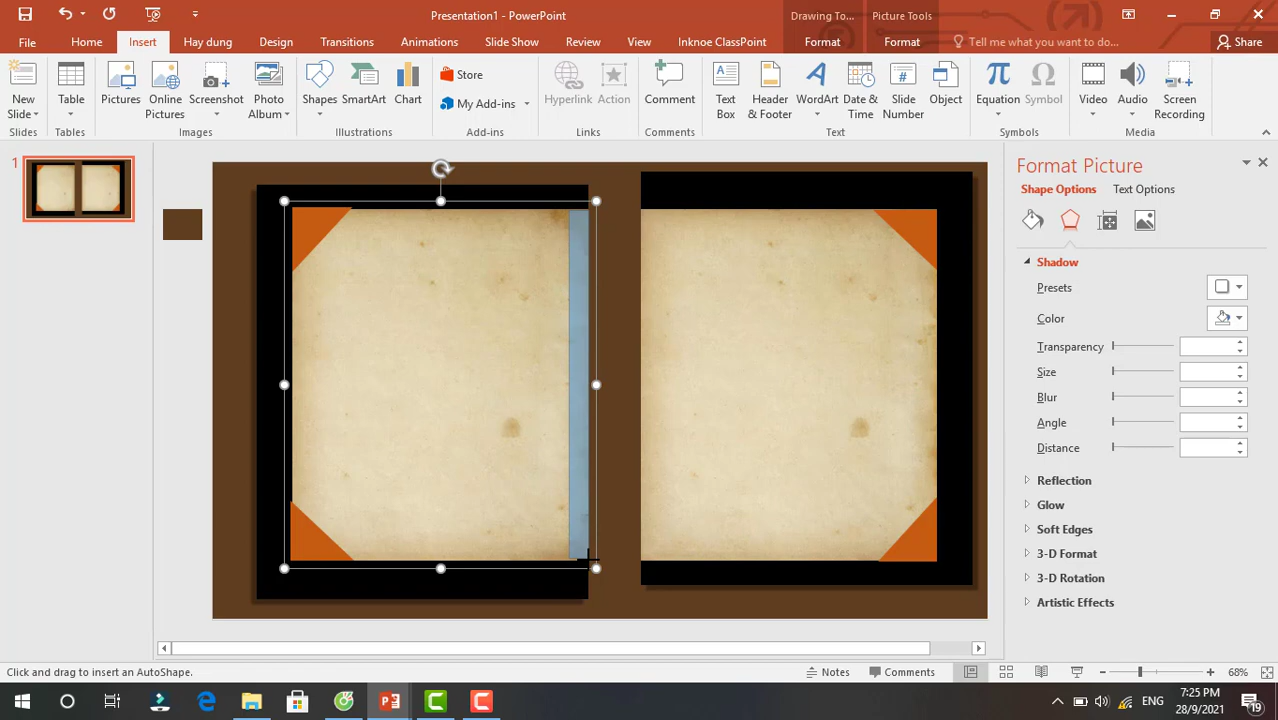 Presentation1 - PowerPoint
Drawing To...
Picture Tools
File
Home
Insert
Hay dung
Design
Transitions
Animations
Slide Show
Review
View
Inknoe ClassPoint
Format
Format
Tell me what you want to do...
Share
New
Slide
Table
Pictures
Online
Pictures
Screenshot
Photo
Album
Shapes
SmartArt
Chart
Store
My Add-ins
Hyperlink
Action
Comment
Text
Box
Header
& Footer
WordArt
Date &
Time
Slide
Number
Object
Equation
Symbol
Video
Audio
Screen
Recording
Slides
Tables
Images
Illustrations
Add-ins
Links
Comments
Text
Symbols
Media
1
Format Picture
Shape Options
Text Options
Shadow
Presets
Color
Transparency
Size
Blur
Angle
Distance
Reflection
Glow
Soft Edges
3-D Format
3-D Rotation
Artistic Effects
Click and drag to insert an AutoShape.
Notes
Comments
68%
ENG
7:25 PM
28/9/2021
19